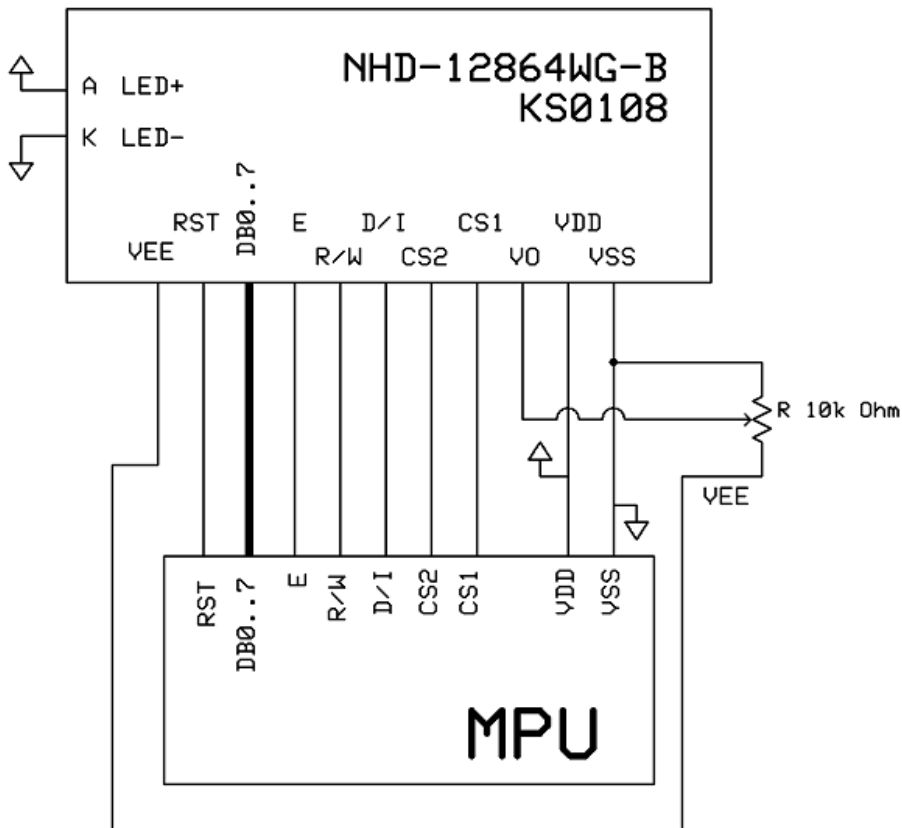 NHD-12864WG-B
KS0108
A LED+
K LED-
RST DB0..7 E D/I CS1 VDD
VEE R/W CS2 VO VSS
R 10k Ohm
VEE
RST DB0..7 E R/W D/I CS2 CS1 VDD VSS
MPU